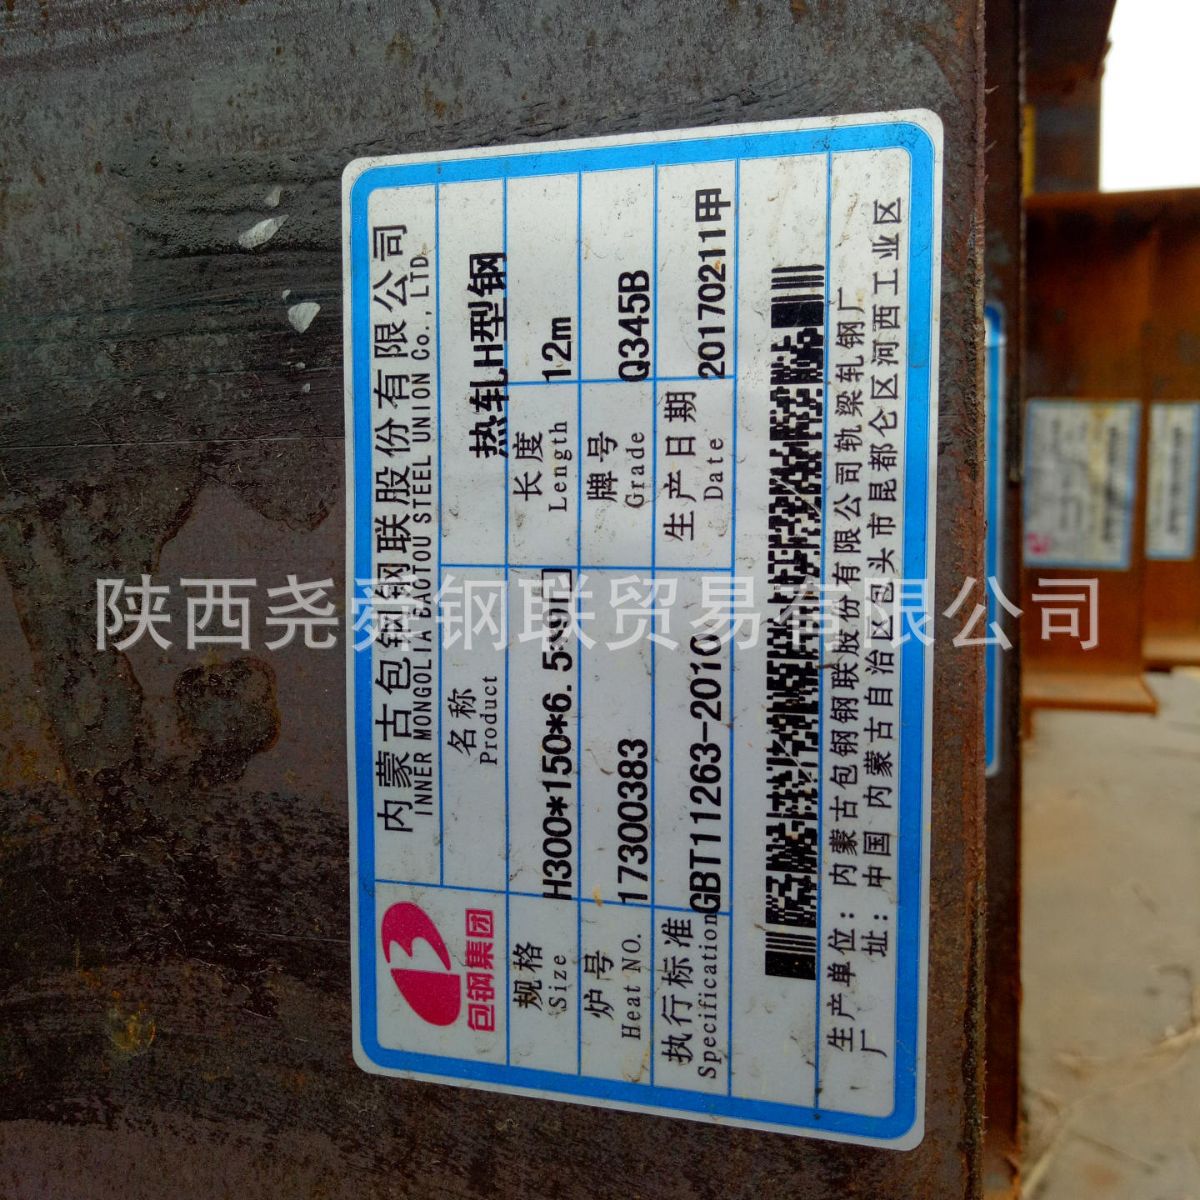 包钢集团
内蒙古包钢钢联股份有限公司
INNER MONGOLIA BAOTOU STEEL UNION Co.,LTD.
名称 热轧H型钢
Product
规格 H300*150*6.5*9 长度 12m
Size Length
炉号 17300383 牌号 Q345B
Heat NO. Grade
执行标准 GBT11263-2010 生产日期 20170211甲
Specification Date
生产单位：内蒙古包钢钢联股份有限公司轨梁轧钢厂
厂 址：中国 内蒙古自治区包头市昆都仑区河西工业区
陕西尧舜钢联贸易有限公司